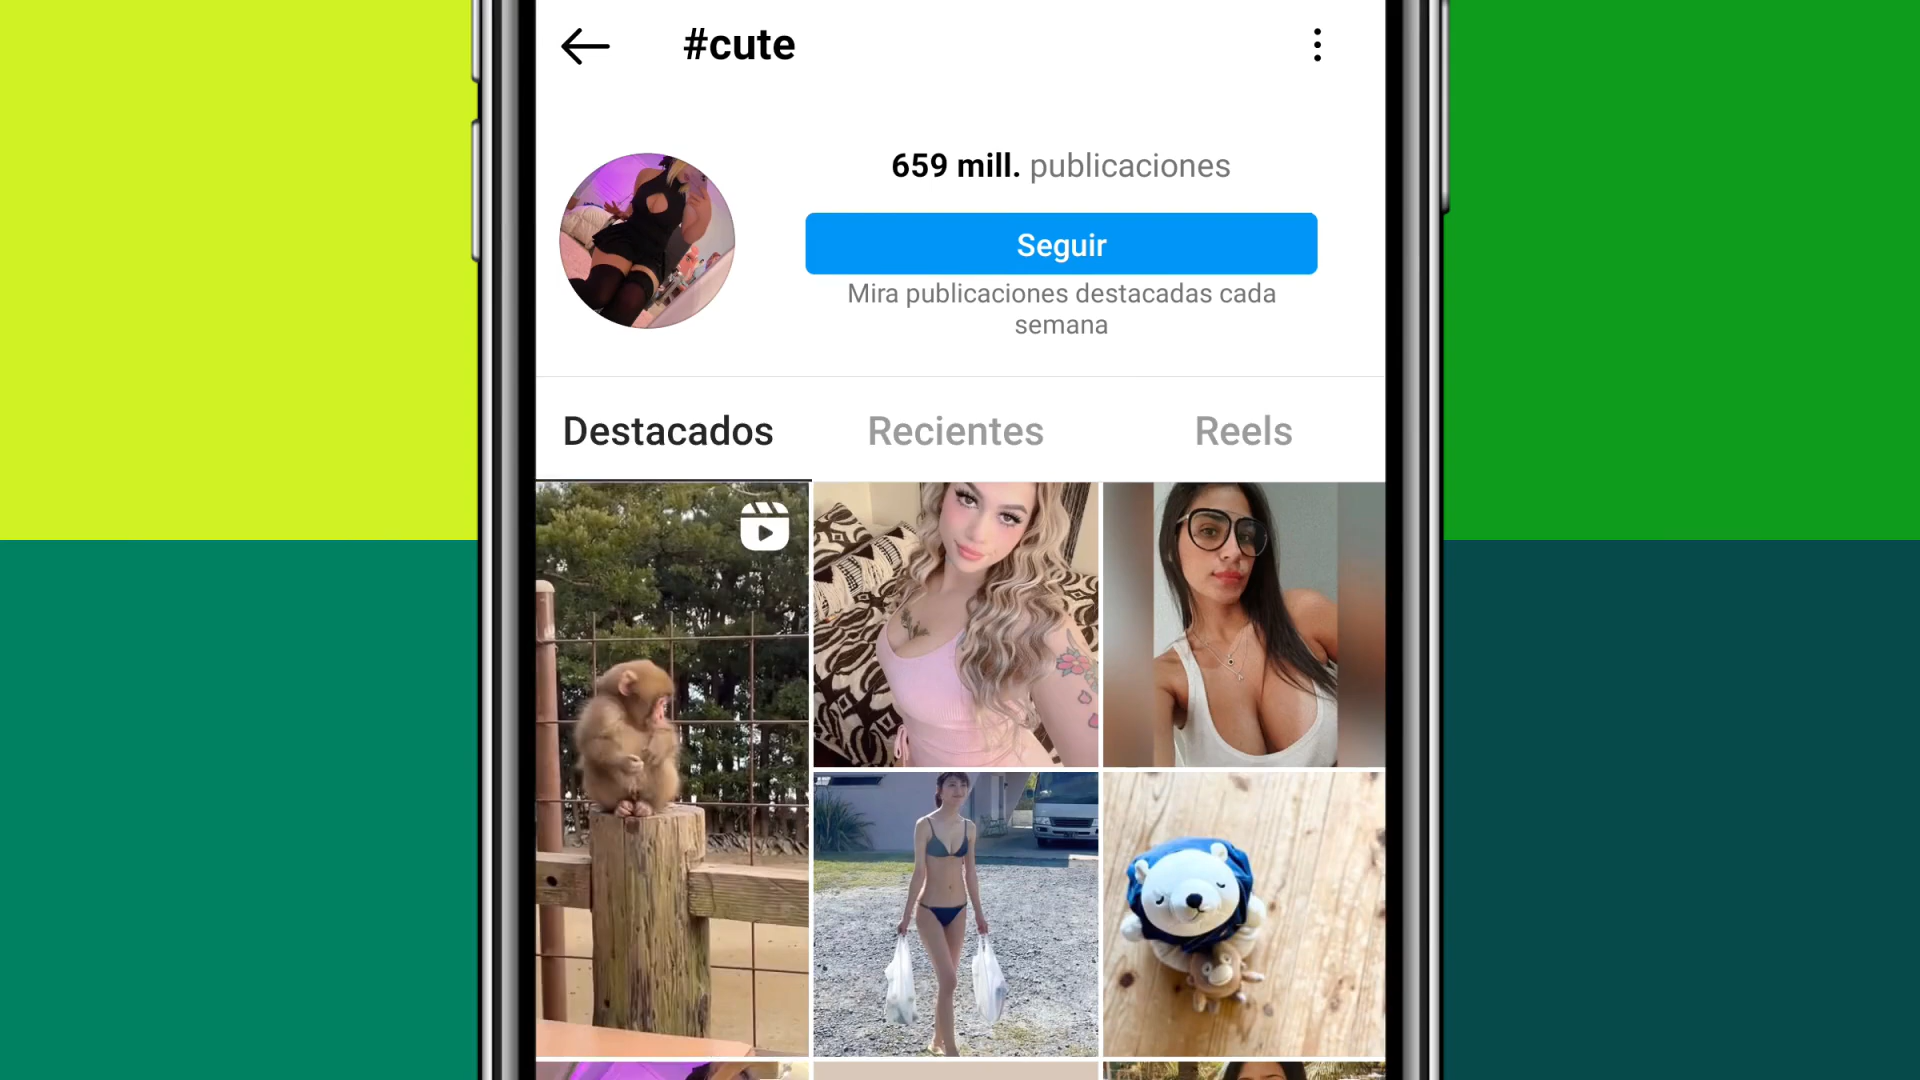 #cute
659 mill. publicaciones
Seguir
Mira publicaciones destacadas cada
semana
Destacados
Recientes
Reels